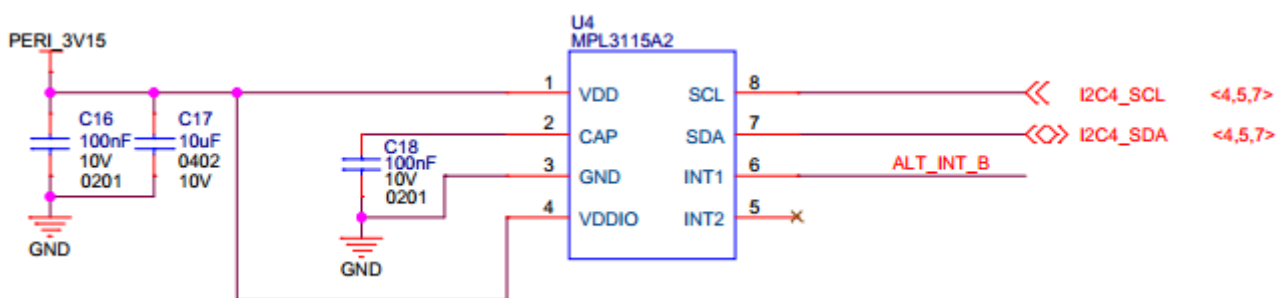 U4
MPL3115A2
PERI_3V15
1 VDD SCL 8 I2C4_SCL <4,5,7>
C16 C17
100nF 10uF
10V 0402
0201 10V
2 CAP SDA 7 I2C4_SDA <4,5,7>
C18
100nF
10V
0201
3 GND INT1 6 ALT_INT_B
4 VDDIO INT2 5
GND
GND